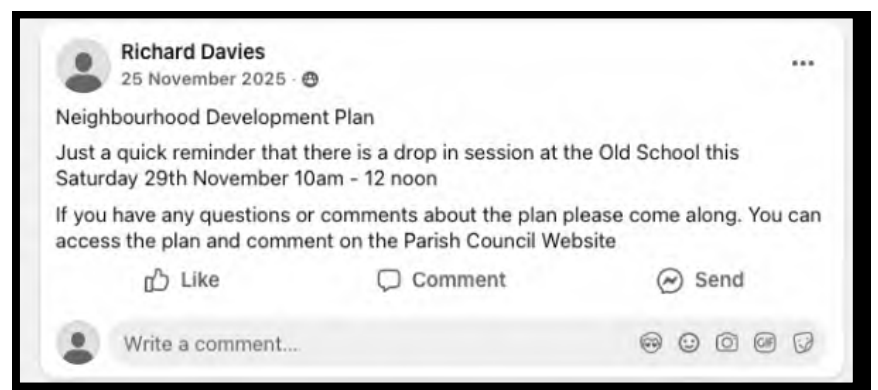 Richard Davies
25 November 2025 ·
Neighbourhood Development Plan
Just a quick reminder that there is a drop in session at the Old School this
Saturday 29th November 10am - 12 noon
If you have any questions or comments about the plan please come along. You can
access the plan and comment on the Parish Council Website
Like Comment Send
Write a comment...
GIF